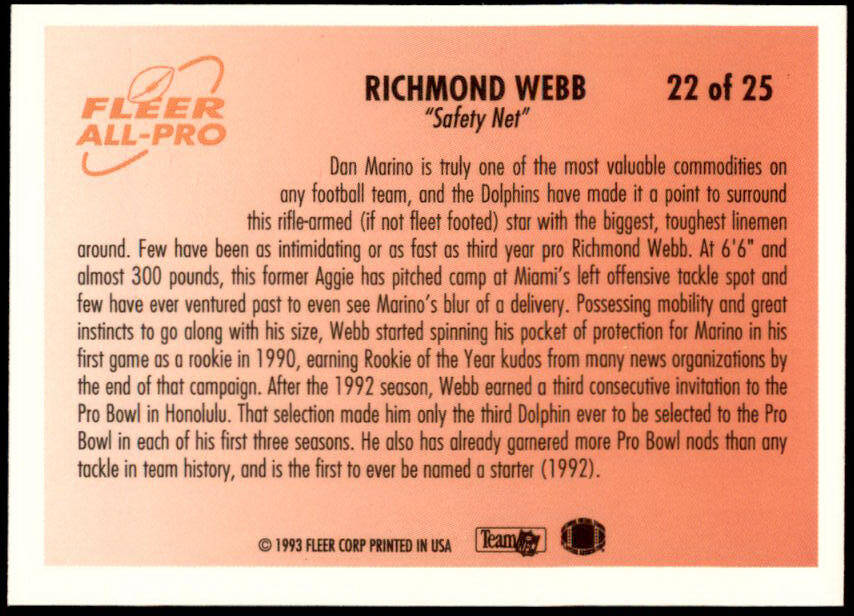 FLEER
ALL-PRO
RICHMOND WEBB 22 of 25
"Safety Net"
Dan Marino is truly one of the most valuable commodities on
any football team, and the Dolphins have made it a point to surround
this rifle-armed (if not fleet footed) star with the biggest, toughest linemen
around. Few have been as intimidating or as fast as third year pro Richmond Webb. At 6'6" and
almost 300 pounds, this former Aggie has pitched camp at Miami's left offensive tackle spot and
few have ever ventured past to even see Marino's blur of a delivery. Possessing mobility and great
instincts to go along with his size, Webb started spinning his pocket of protection for Marino in his
first game as a rookie in 1990, earning Rookie of the Year kudos from many news organizations by
the end of that campaign. After the 1992 season, Webb earned a third consecutive invitation to the
Pro Bowl in Honolulu. That selection made him only the third Dolphin ever to be selected to the Pro
Bowl in each of his first three seasons. He also has already garnered more Pro Bowl nods than any
tackle in team history, and is the first to ever be named a starter (1992).
© 1993 FLEER CORP PRINTED IN USA Team NFL